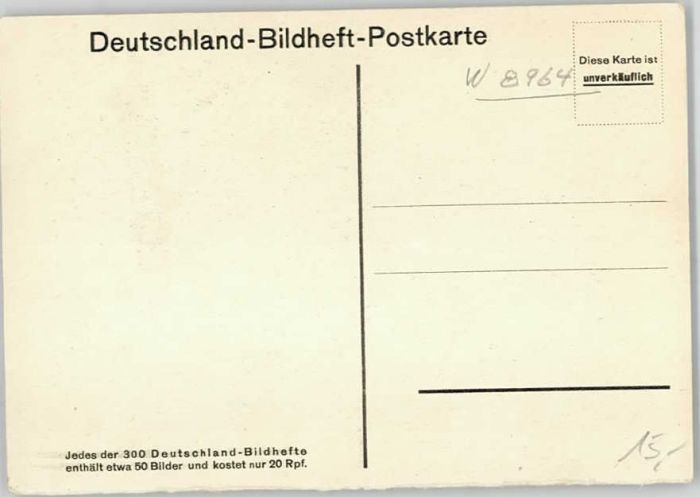 Deutschland-Bildheft-Postkarte
Diese Karte ist
unverkäuflich
W 8964
Jedes der 300 Deutschland-Bildhefte
enthält etwa 50 Bilder und kostet nur 20 Rpf.
15,-